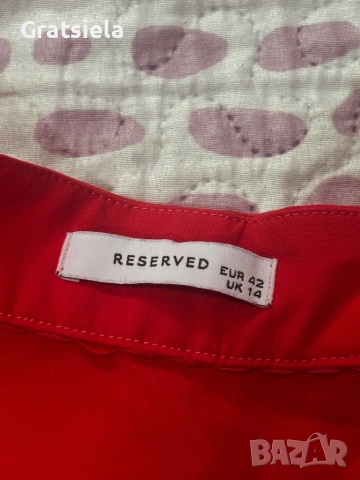 Gratsiela
RESERVED
EUR 42
UK 14
BAZAR